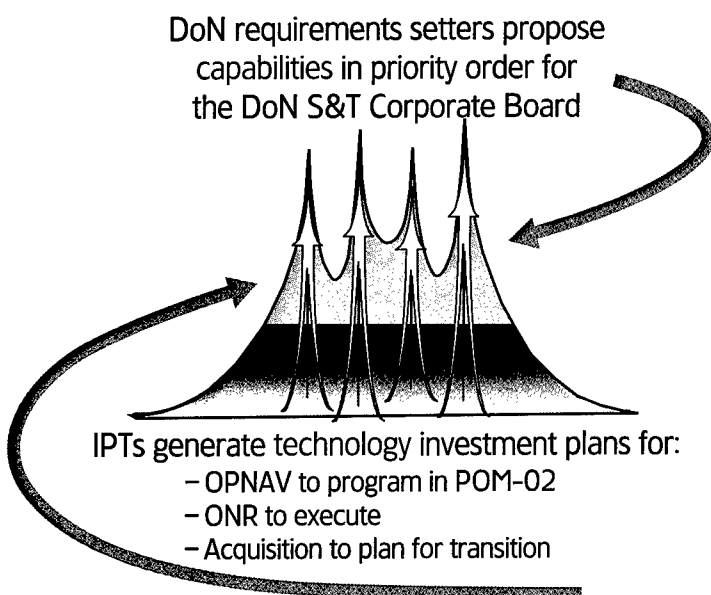 DoN requirements setters propose
capabilities in priority order for
the DoN S&T Corporate Board
IPTs generate technology investment plans for:
– OPNAV to program in POM-02
– ONR to execute
– Acquisition to plan for transition